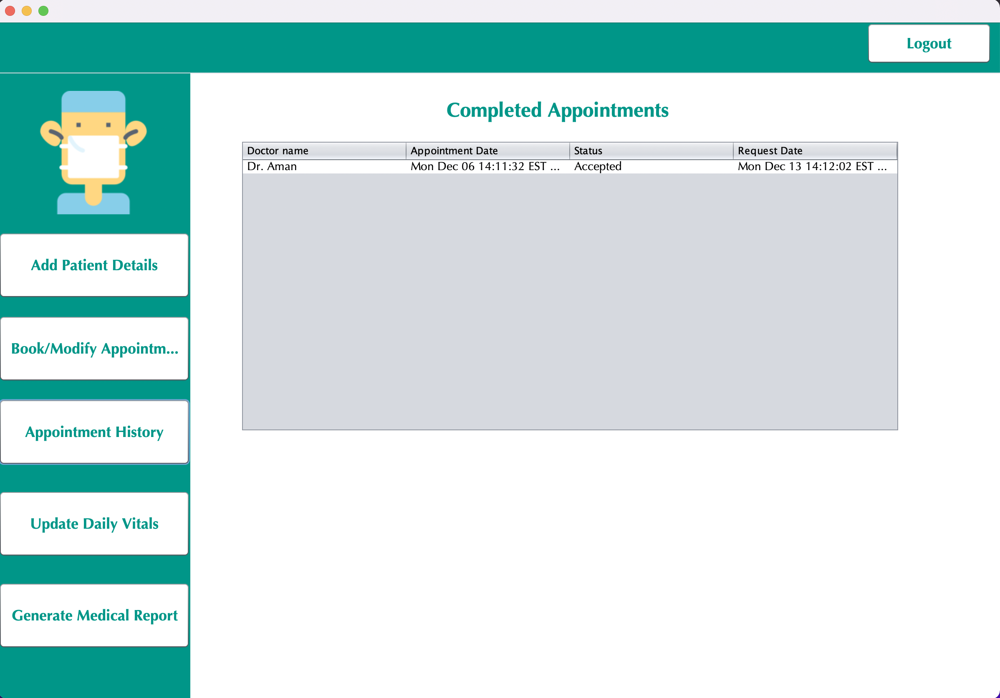 Logout
Completed Appointments
Doctor name Appointment Date Status Request Date
Dr. Aman Mon Dec 06 14:11:32 EST ... Accepted Mon Dec 13 14:12:02 EST ...
Add Patient Details
Book/Modify Appointm...
Appointment History
Update Daily Vitals
Generate Medical Report